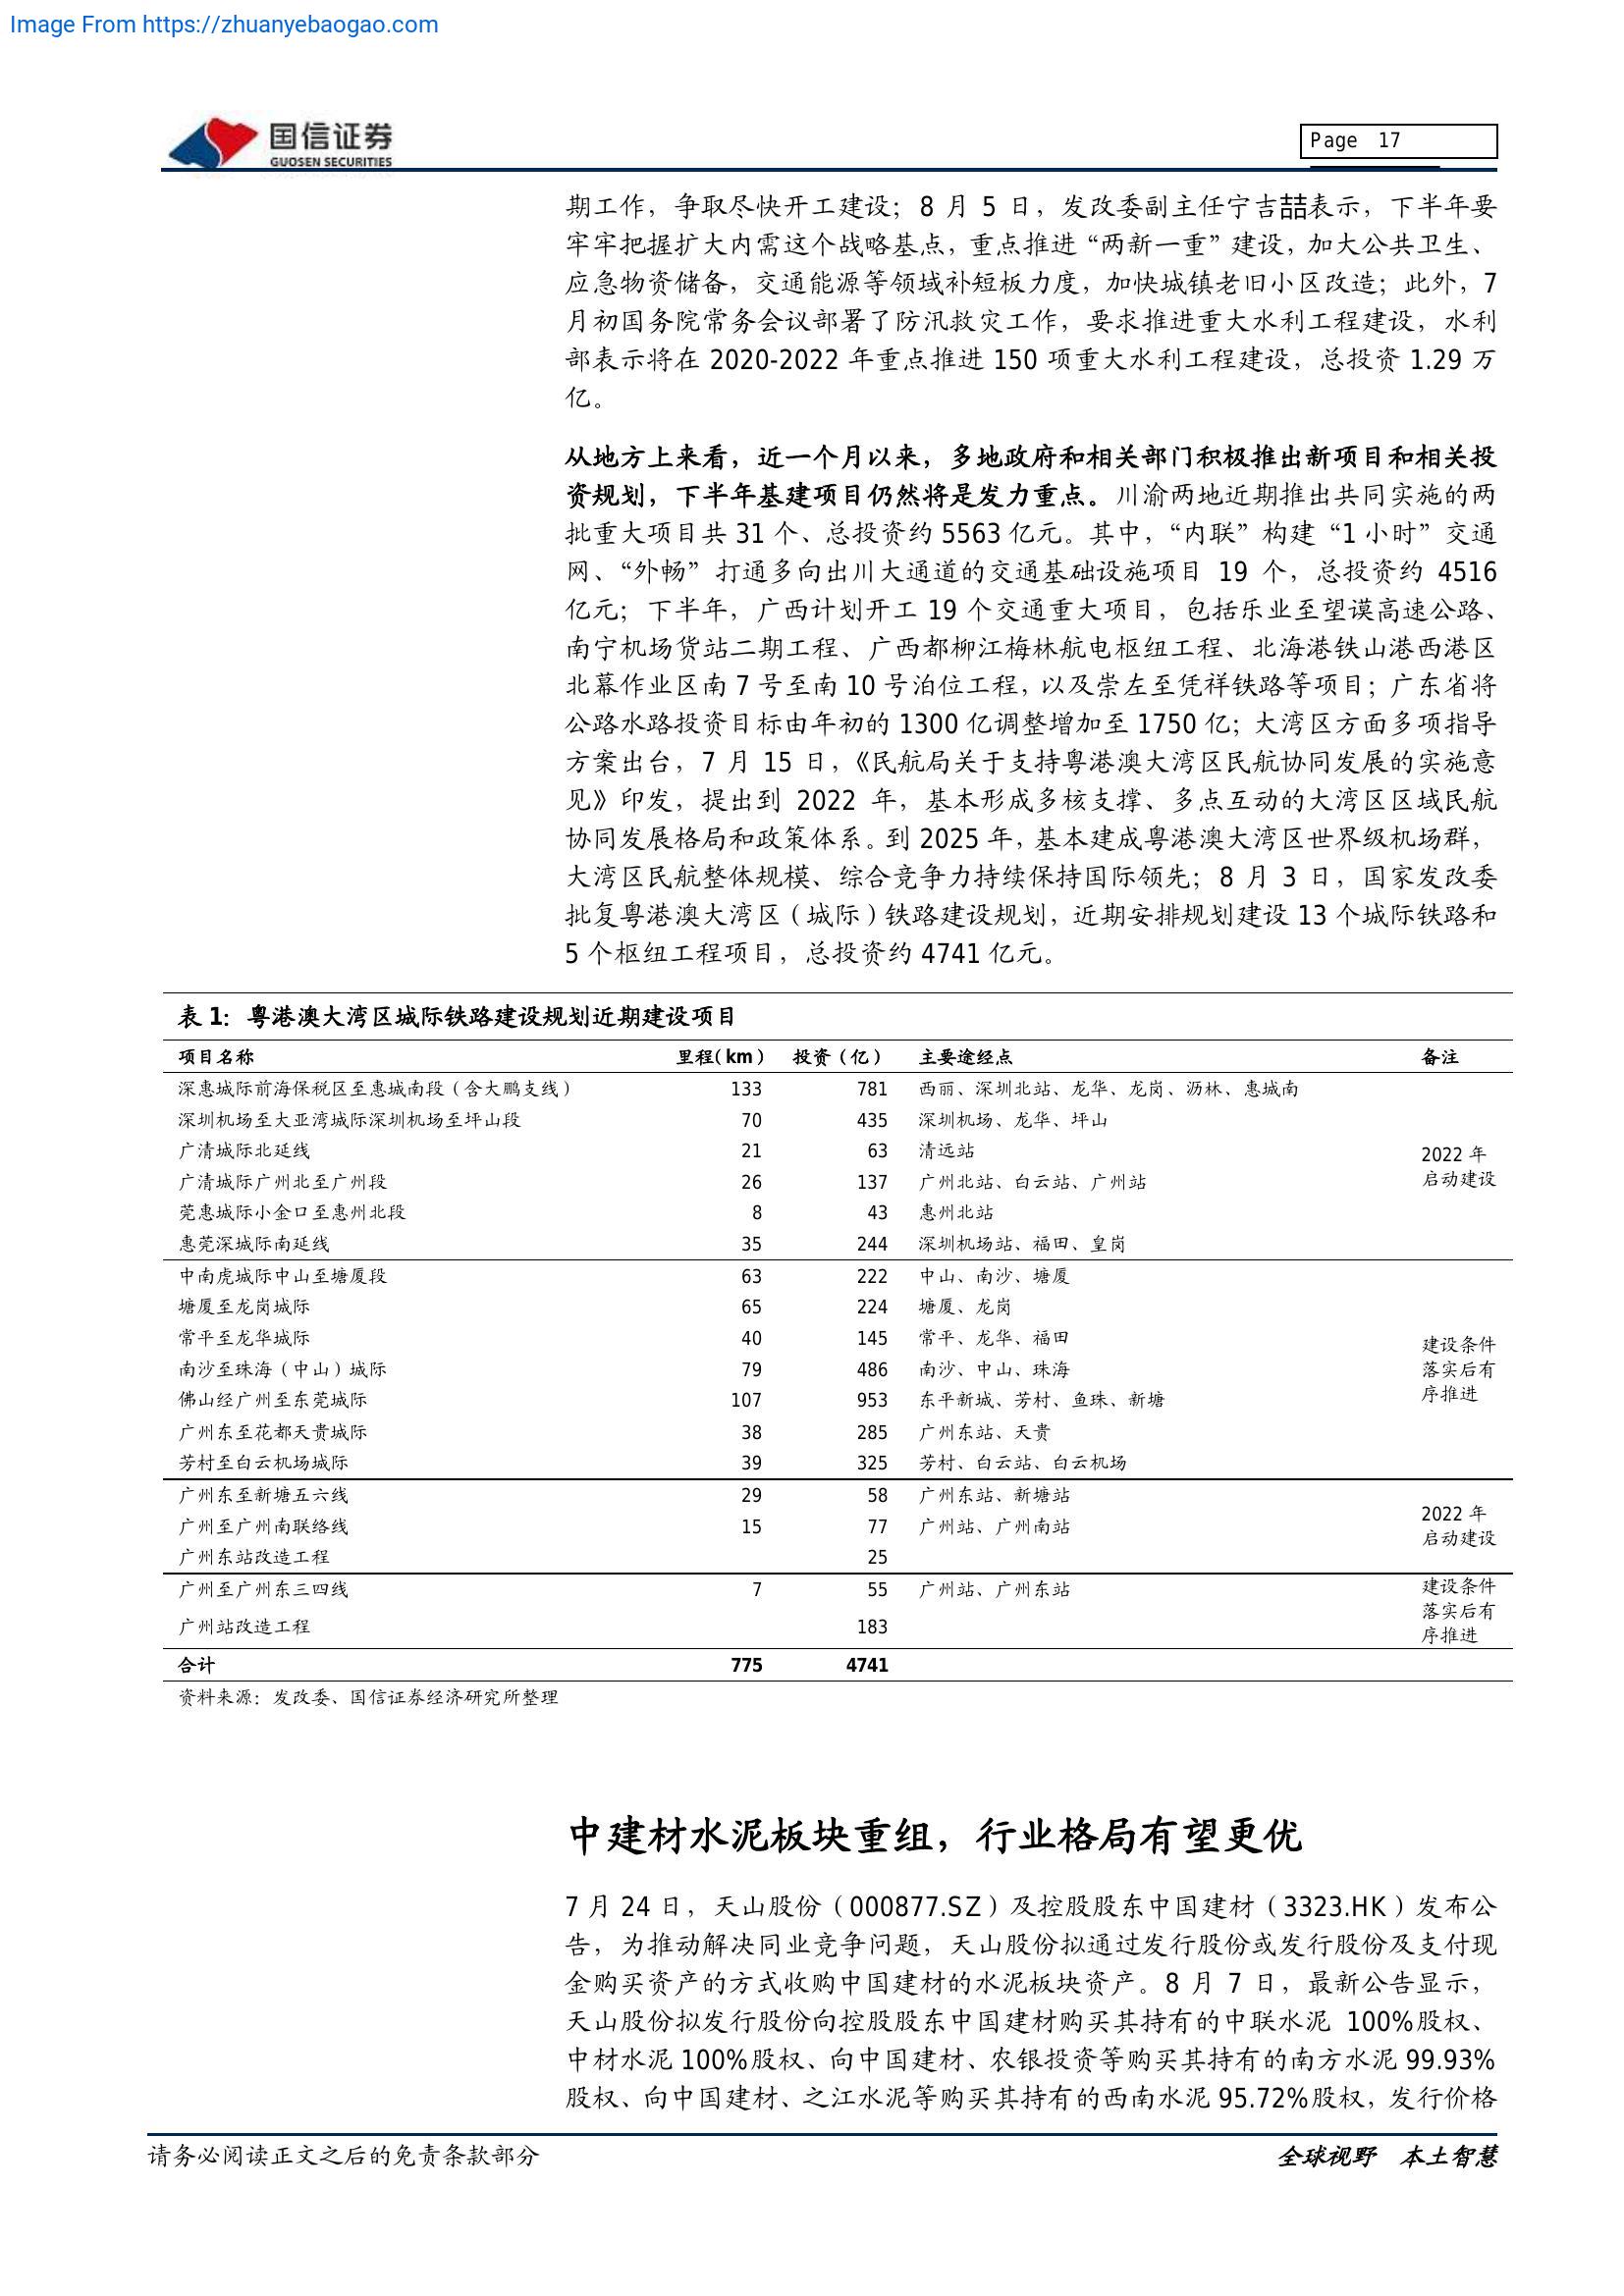 Image From https://zhuanyebaogao.com
国信证券
GUOSEN SECURITIES
Page 17
期工作，争取尽快开工建设；8 月 5 日，发改委副主任宁吉喆表示，下半年要
牢牢把握扩大内需这个战略基点，重点推进“两新一重”建设，加大公共卫生、
应急物资储备，交通能源等领域补短板力度，加快城镇老旧小区改造；此外，7
月初国务院常务会议部署了防汛救灾工作，要求推进重大水利工程建设，水利
部表示将在 2020-2022 年重点推进 150 项重大水利工程建设，总投资 1.29 万
亿。
从地方上来看，近一个月以来，多地政府和相关部门积极推出新项目和相关投
资规划，下半年基建项目仍然将是发力重点。川渝两地近期推出共同实施的两
批重大项目共 31 个、总投资约 5563 亿元。其中，“内联”构建“1 小时”交通
网、“外畅”打通多向出川大通道的交通基础设施项目 19 个，总投资约 4516
亿元；下半年，广西计划开工 19 个交通重大项目，包括乐业至望谟高速公路、
南宁机场货站二期工程、广西都柳江梅林航电枢纽工程、北海港铁山港西港区
北暮作业区南 7 号至南 10 号泊位工程，以及崇左至凭祥铁路等项目；广东省将
公路水路投资目标由年初的 1300 亿调整增加至 1750 亿；大湾区方面多项指导
方案出台，7 月 15 日，《民航局关于支持粤港澳大湾区民航协同发展的实施意
见》印发，提出到 2022 年，基本形成多核支撑、多点互动的大湾区区域民航
协同发展格局和政策体系。到 2025 年，基本建成粤港澳大湾区世界级机场群，
大湾区民航整体规模、综合竞争力持续保持国际领先；8 月 3 日，国家发改委
批复粤港澳大湾区（城际）铁路建设规划，近期安排规划建设 13 个城际铁路和
5 个枢纽工程项目，总投资约 4741 亿元。
表 1：粤港澳大湾区城际铁路建设规划近期建设项目
项目名称 里程（km） 投资（亿） 主要途经点 备注
深惠城际前海保税区至惠城南段（含大鹏支线） 133 781 西丽、深圳北站、龙华、龙岗、沥林、惠城南
深圳机场至大亚湾城际深圳机场至坪山段 70 435 深圳机场、龙华、坪山
广清城际北延线 21 63 清远站
2022 年
广清城际广州北至广州段 26 137 广州北站、白云站、广州站
启动建设
莞惠城际小金口至惠州北段 8 43 惠州北站
惠莞深城际南延线 35 244 深圳机场站、福田、皇岗
中南虎城际中山至塘厦段 63 222 中山、南沙、塘厦
塘厦至龙岗城际 65 224 塘厦、龙岗
常平至龙华城际 40 145 常平、龙华、福田
建设条件
南沙至珠海（中山）城际 79 486 南沙、中山、珠海
落实后有
佛山经广州至东莞城际 107 953 东平新城、芳村、鱼珠、新塘
序推进
广州东至花都天贵城际 38 285 广州东站、天贵
芳村至白云机场城际 39 325 芳村、白云站、白云机场
广州东至新塘五六线 29 58 广州东站、新塘站
2022 年
广州至广州南联络线 15 77 广州站、广州南站
启动建设
广州东站改造工程 25
广州至广州东三四线 7 55 广州站、广州东站
建设条件
落实后有
广州站改造工程 183
序推进
合计 775 4741
资料来源：发改委、国信证券经济研究所整理
中建材水泥板块重组，行业格局有望更优
7 月 24 日，天山股份（000877.SZ）及控股股东中国建材（3323.HK）发布公
告，为推动解决同业竞争问题，天山股份拟通过发行股份或发行股份及支付现
金购买资产的方式收购中国建材的水泥板块资产。8 月 7 日，最新公告显示，
天山股份拟发行股份向控股股东中国建材购买其持有的中联水泥 100%股权、
中材水泥 100%股权、向中国建材、农银投资等购买其持有的南方水泥 99.93%
股权、向中国建材、之江水泥等购买其持有的西南水泥 95.72%股权，发行价格
请务必阅读正文之后的免责条款部分
全球视野 本土智慧